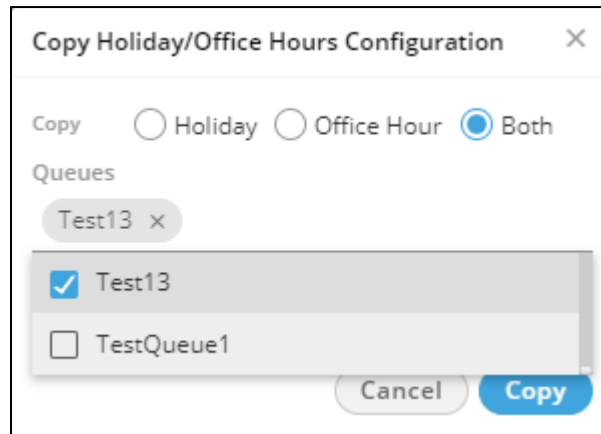 Copy Holiday/Office Hours Configuration
Copy Holiday Office Hour Both
Queues
Test13
Test13
TestQueue1
Cancel Copy